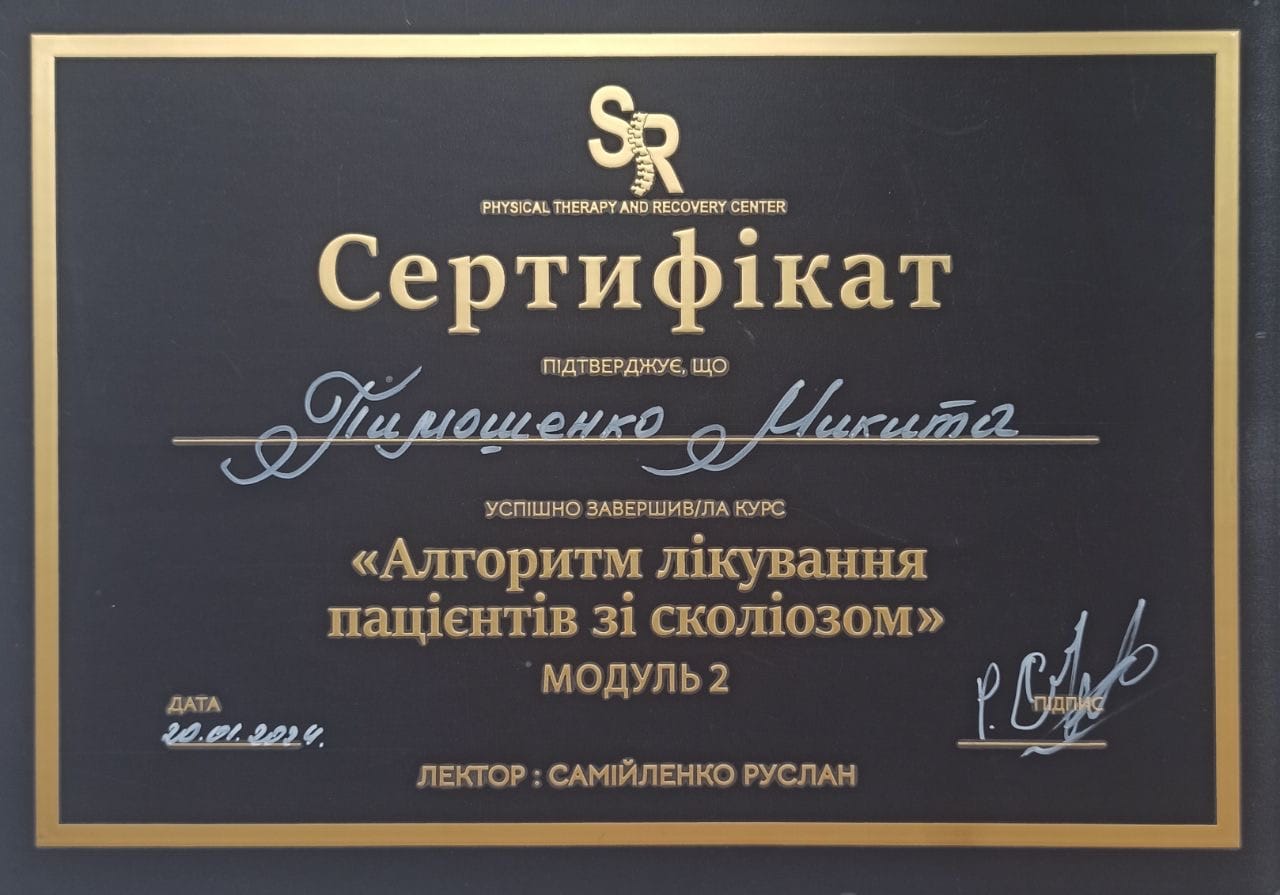 SR
PHYSICAL THERAPY AND RECOVERY CENTER
Сертифікат
ПІДТВЕРДЖУЄ, ЩО
Тимошенко Микита
УСПІШНО ЗАВЕРШИВ/ЛА КУРС
«Алгоритм лікування
пацієнтів зі сколіозом»
МОДУЛЬ 2
ДАТА
20.01.2024.
ПІДПИС
ЛЕКТОР : САМІЙЛЕНКО РУСЛАН